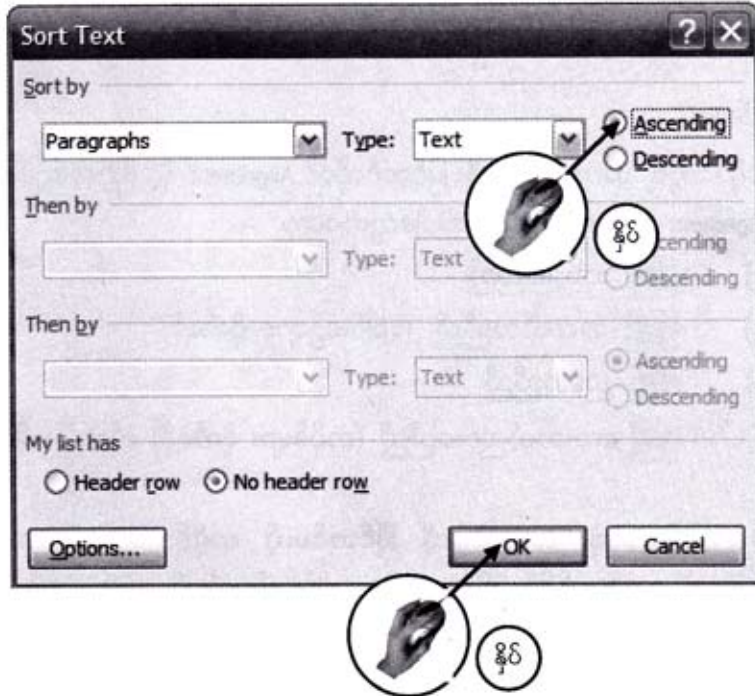 Sort Text
Sort by
Paragraphs Type: Text Ascending
Descending
Then by
Type: Text
နှိပ်
cending
Descending
Then by
Type: Text Ascending
Descending
My list has
Header row No header row
Options... OK Cancel
နှိပ်